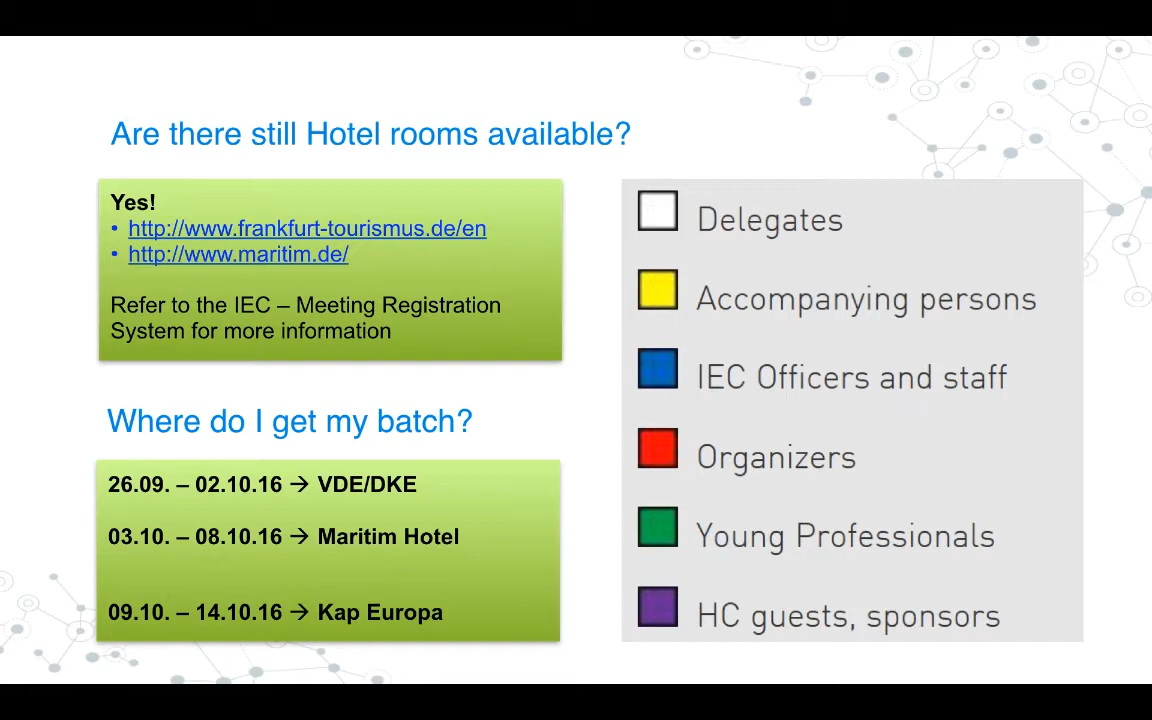 Are there still Hotel rooms available?
Yes!
• http://www.frankfurt-tourismus.de/en
• http://www.maritim.de/
Refer to the IEC – Meeting Registration
System for more information
Where do I get my batch?
26.09. – 02.10.16 → VDE/DKE
03.10. – 08.10.16 → Maritim Hotel
09.10. – 14.10.16 → Kap Europa
Delegates
Accompanying persons
IEC Officers and staff
Organizers
Young Professionals
HC guests, sponsors